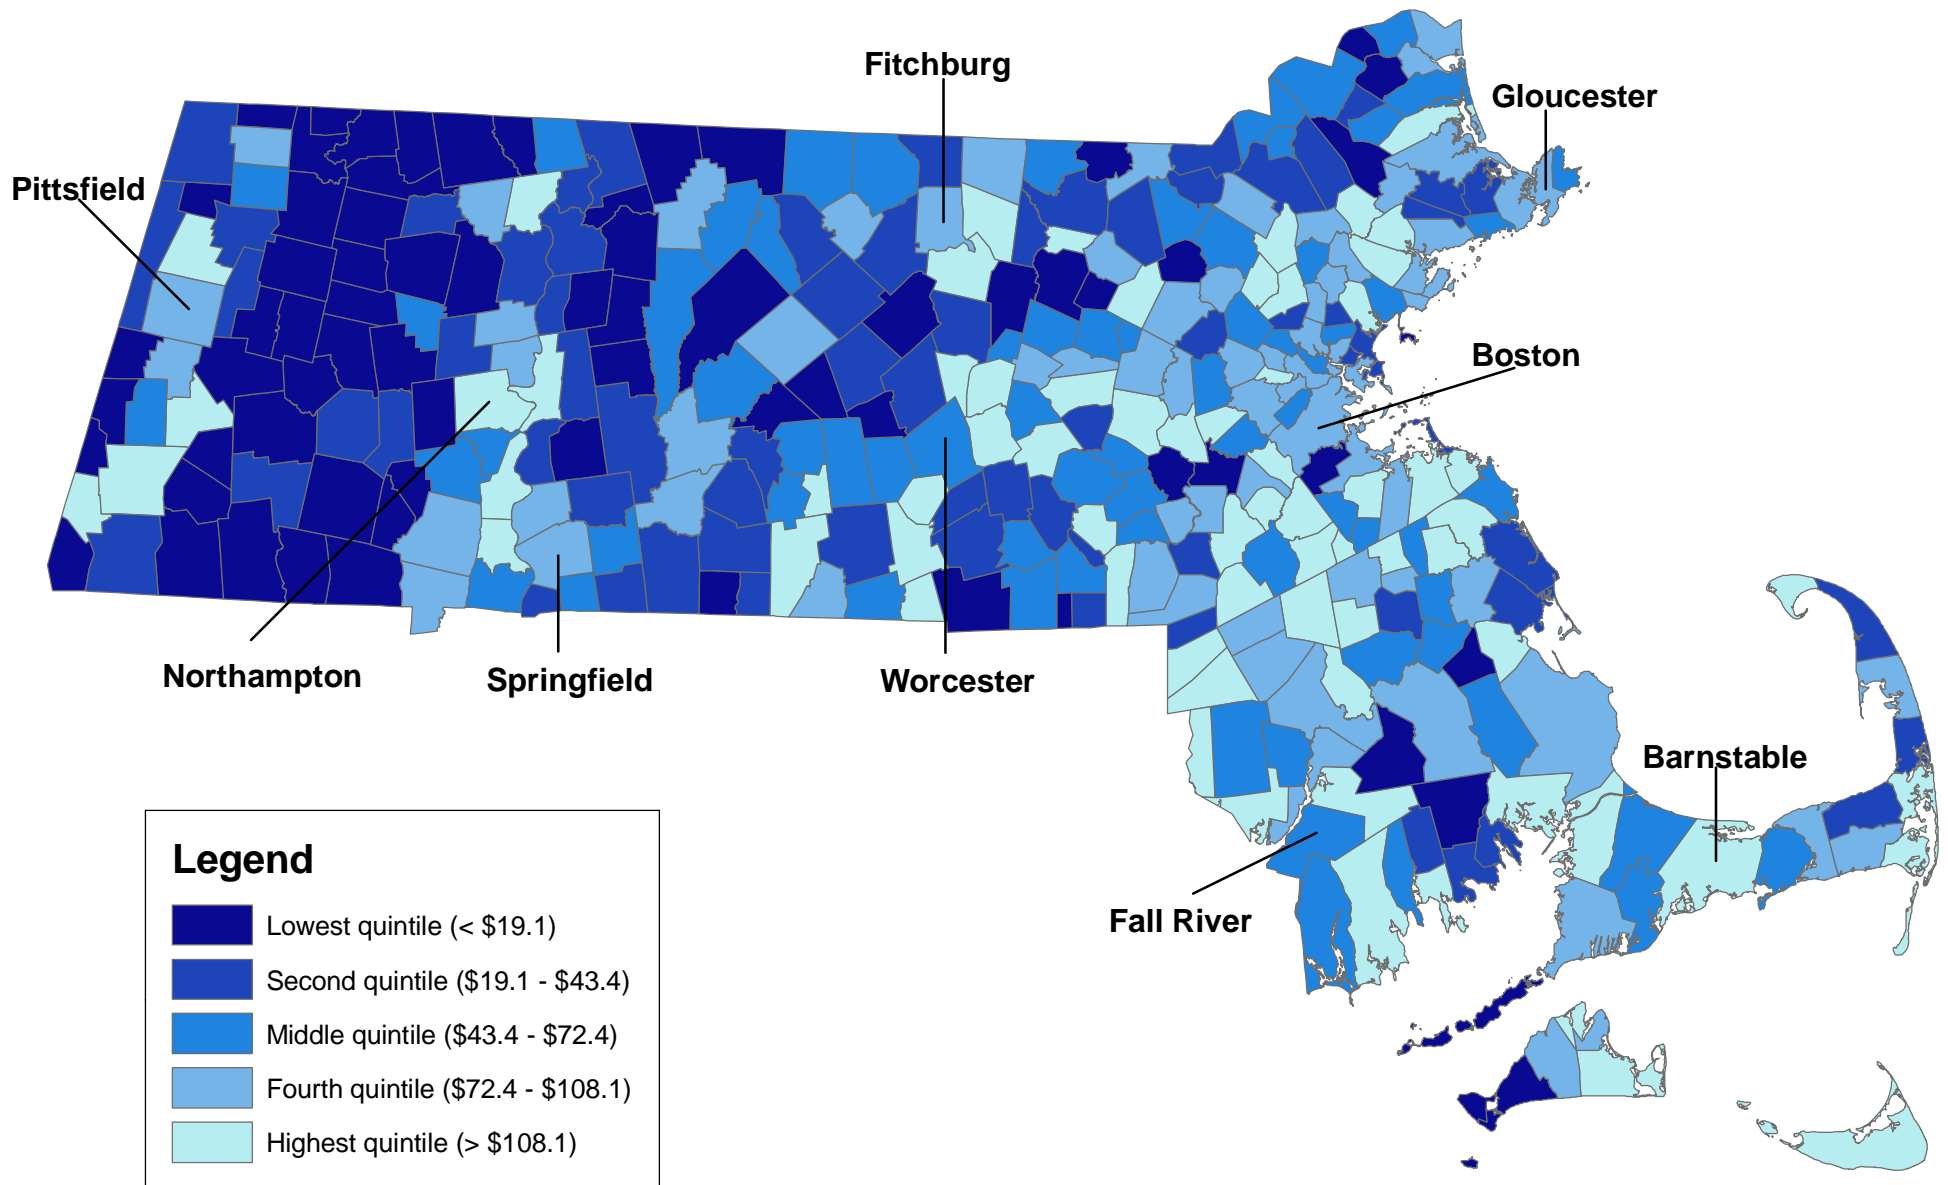 Fitchburg
Gloucester
Pittsfield
Boston
Northampton
Springfield
Worcester
Barnstable
Fall River
Legend
Lowest quintile (< $19.1)
Second quintile ($19.1 - $43.4)
Middle quintile ($43.4 - $72.4)
Fourth quintile ($72.4 - $108.1)
Highest quintile (> $108.1)